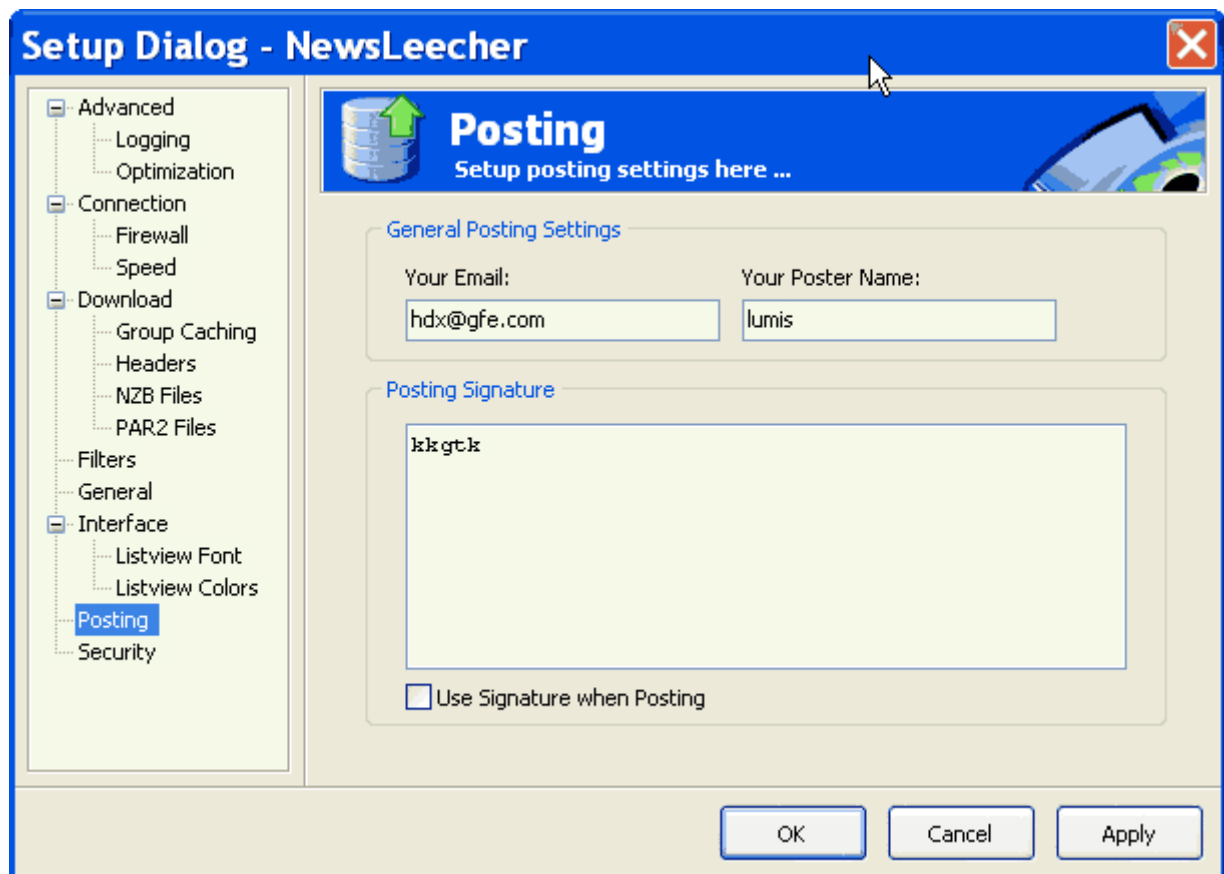 Setup Dialog - NewsLeecher
Advanced
Logging
Optimization
Connection
Firewall
Speed
Download
Group Caching
Headers
NZB Files
PAR2 Files
Filters
General
Interface
Listview Font
Listview Colors
Posting
Security
Posting
Setup posting settings here ...
General Posting Settings
Your Email: Your Poster Name:
hdx@gfe.com lumis
Posting Signature
kkgtk
Use Signature when Posting
OK Cancel Apply